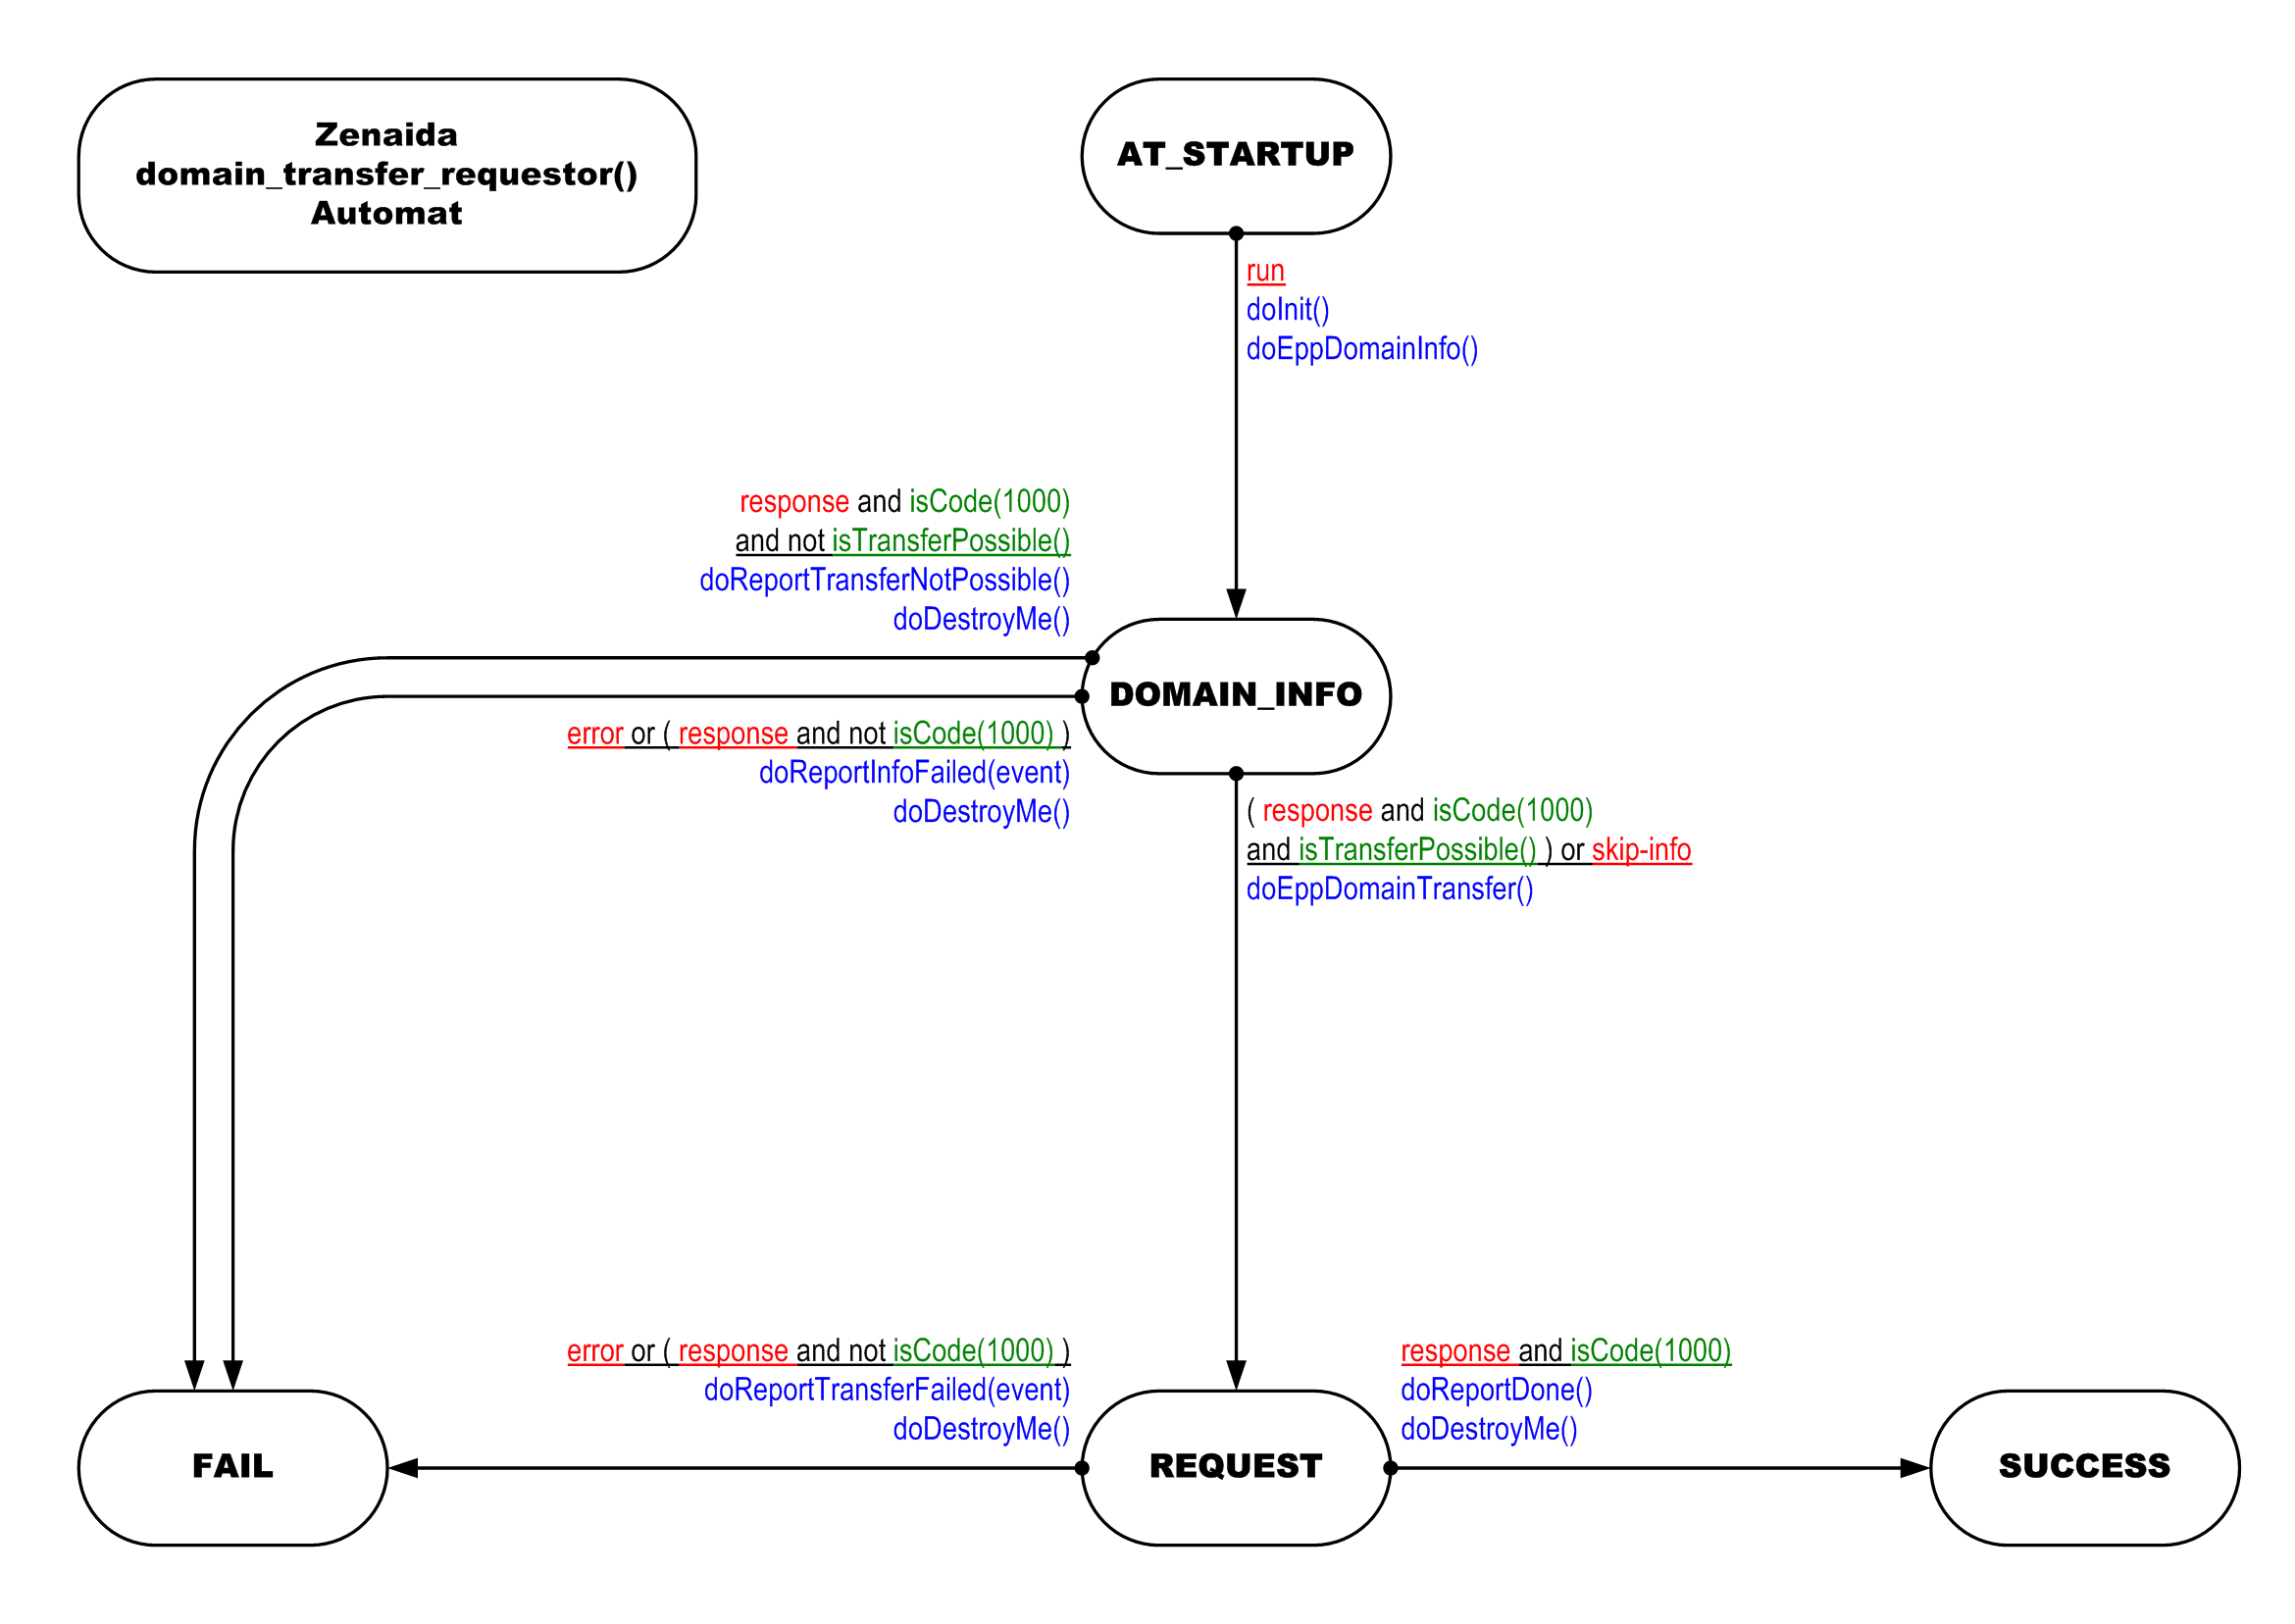 Zenaida
domain_transfer_requestor()
Automat
AT_STARTUP
run
doInit()
doEppDomainInfo()
response and isCode(1000)
and not isTransferPossible()
doReportTransferNotPossible()
doDestroyMe()
DOMAIN_INFO
error or ( response and not isCode(1000) )
doReportInfoFailed(event)
doDestroyMe()
( response and isCode(1000)
and isTransferPossible() ) or skip-info
doEppDomainTransfer()
error or ( response and not isCode(1000) )
doReportTransferFailed(event)
doDestroyMe()
response and isCode(1000)
doReportDone()
doDestroyMe()
FAIL
REQUEST
SUCCESS